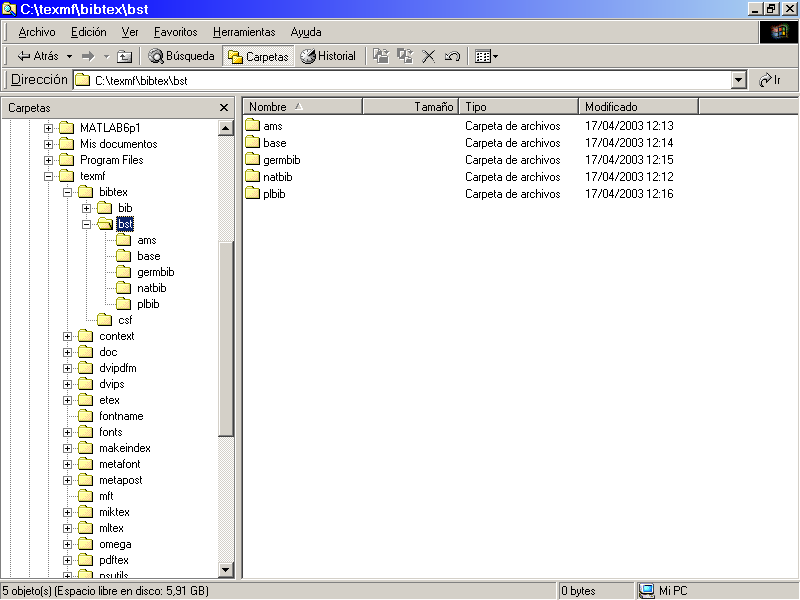 C:\texmf\bibtex\bst
Archivo Edición Ver Favoritos Herramientas Ayuda
Atrás Búsqueda Carpetas Historial
Dirección C:\texmf\bibtex\bst Ir
Carpetas
MATLAB6p1
Mis documentos
Program Files
texmf
bibtex
bib
bst
ams
base
germbib
natbib
plbib
csf
context
doc
dvipdfm
dvips
etex
fontname
fonts
makeindex
metafont
metapost
mft
miktex
mltex
omega
pdftex
psutils
Nombre Tamaño Tipo Modificado
ams Carpeta de archivos 17/04/2003 12:13
base Carpeta de archivos 17/04/2003 12:14
germbib Carpeta de archivos 17/04/2003 12:15
natbib Carpeta de archivos 17/04/2003 12:12
plbib Carpeta de archivos 17/04/2003 12:16
5 objeto(s) (Espacio libre en disco: 5,91 GB) 0 bytes Mi PC